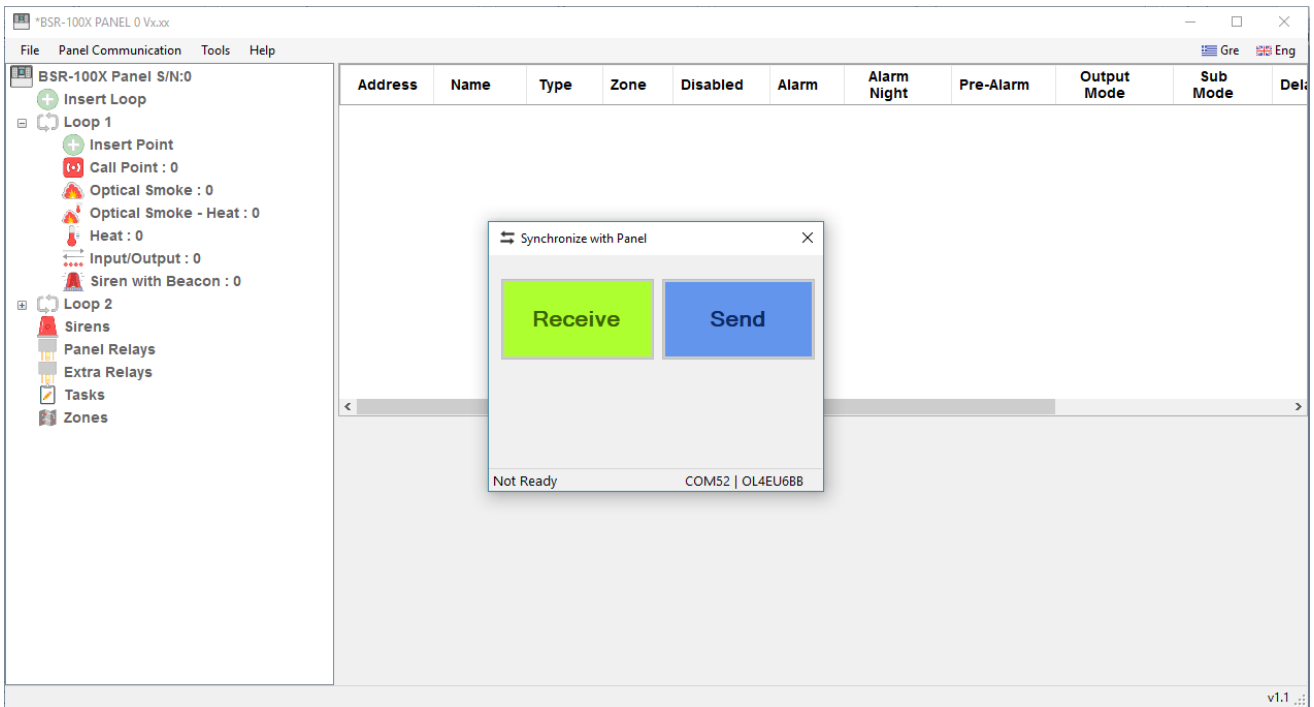 *BSR-100X PANEL 0 Vx.xx
File Panel Communication Tools Help
Gre Eng
BSR-100X Panel S/N:0
Insert Loop
Loop 1
Insert Point
Call Point : 0
Optical Smoke : 0
Optical Smoke - Heat : 0
Heat : 0
Input/Output : 0
Siren with Beacon : 0
Loop 2
Sirens
Panel Relays
Extra Relays
Tasks
Zones
Address Name Type Zone Disabled Alarm Alarm Night Pre-Alarm Output Mode Sub Mode
Synchronize with Panel
Receive Send
Not Ready COM52 | OL4EU6BB
v1.1